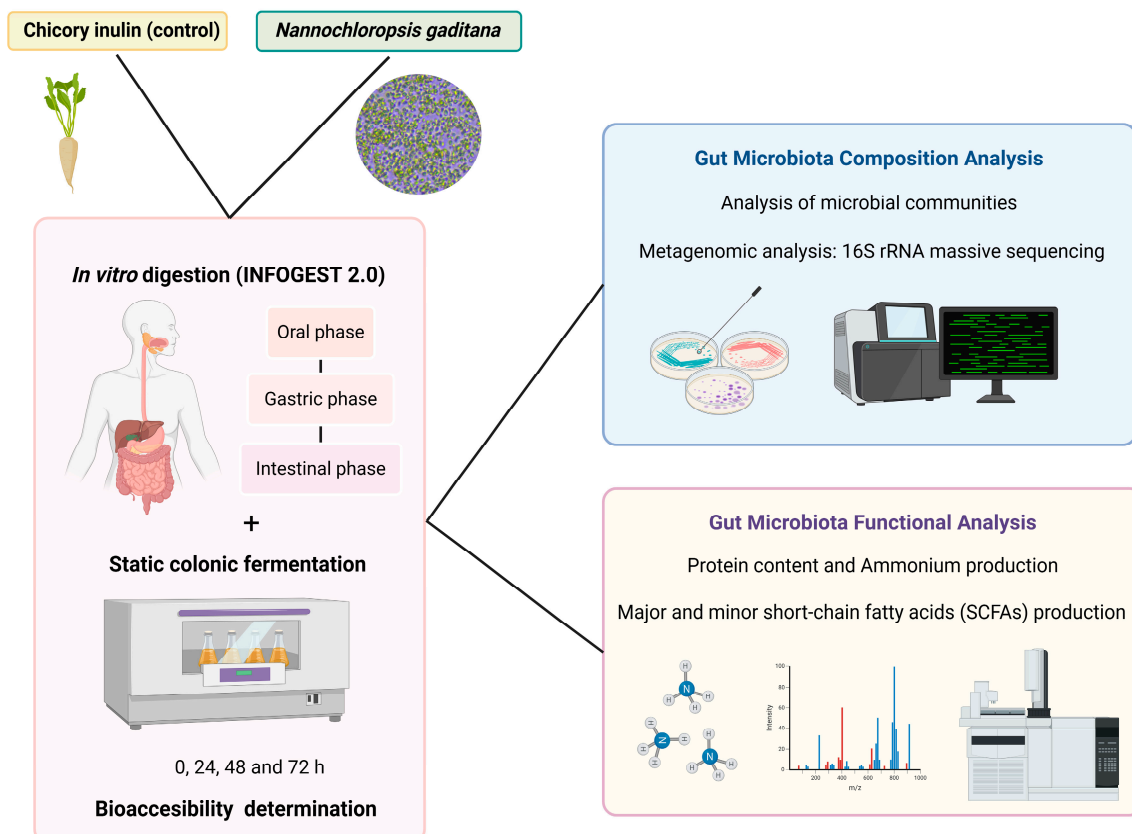 Chicory inulin (control)
Nannochloropsis gaditana
In vitro digestion (INFOGEST 2.0)
Oral phase
Gastric phase
Intestinal phase
+
Static colonic fermentation
0, 24, 48 and 72 h
Bioaccesibility determination
Gut Microbiota Composition Analysis
Analysis of microbial communities
Metagenomic analysis: 16S rRNA massive sequencing
Gut Microbiota Functional Analysis
Protein content and Ammonium production
Major and minor short-chain fatty acids (SCFAs) production
H
H
N
H
H
H
H
N
H
H
H
H
N
H
H
Intensity
100
80
60
40
20
0
200
400
600
800
1000
m/z